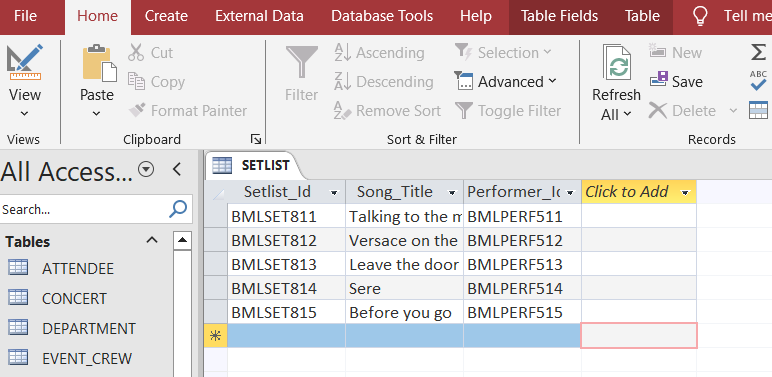 File Home Create External Data Database Tools Help Table Fields Table Tell me
View
Paste
Cut
Copy
Format Painter
Filter
Ascending
Descending
Remove Sort
Selection
Advanced
Toggle Filter
Refresh All
New
Save
Delete
ABC
Views Clipboard Sort & Filter Records
All Access...
Search...
Tables
ATTENDEE
CONCERT
DEPARTMENT
EVENT_CREW
SETLIST
Setlist_Id Song_Title Performer_Id Click to Add
BMLSET811 Talking to the m BMLPERF511
BMLSET812 Versace on the BMLPERF512
BMLSET813 Leave the door BMLPERF513
BMLSET814 Sere BMLPERF514
BMLSET815 Before you go BMLPERF515